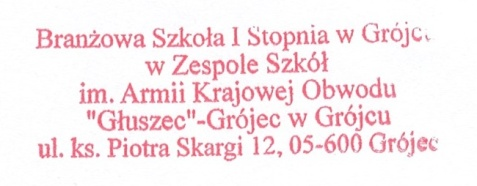 Branżowa Szkoła I Stopnia w Grójcu
w Zespole Szkół
im. Armii Krajowej Obwodu
"Głuszec"-Grójec w Grójcu
ul. ks. Piotra Skargi 12, 05-600 Grójec